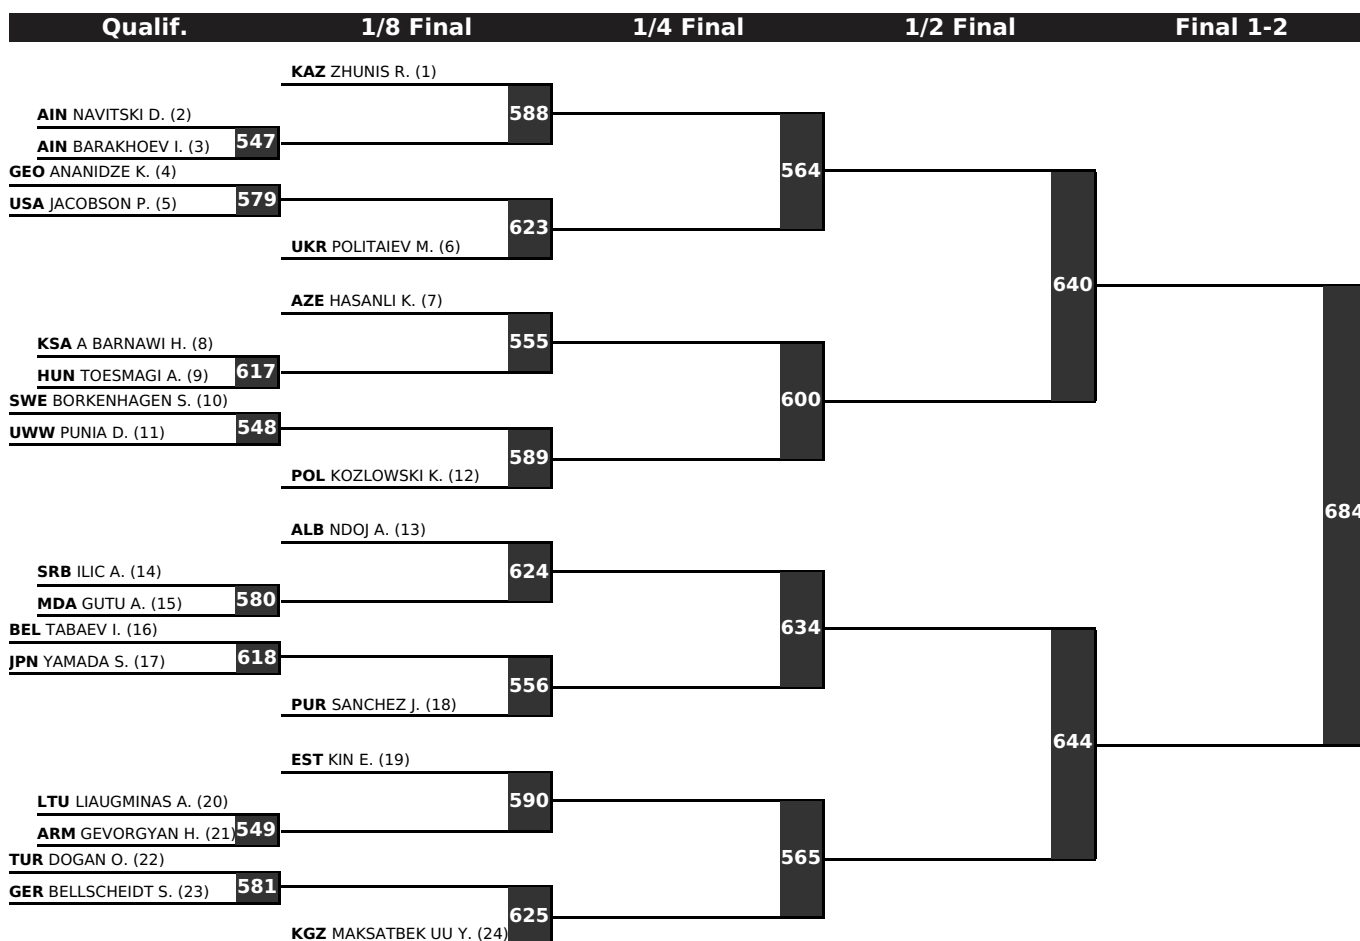 Qualif. 1/8 Final 1/4 Final 1/2 Final Final 1-2
KAZ ZHUNIS R. (1)
588
AIN NAVITSKI D. (2)
547
AIN BARAKHOEV I. (3)
564
GEO ANANIDZE K. (4)
579
USA JACOBSON P. (5)
623
UKR POLITAIEV M. (6)
640
AZE HASANLI K. (7)
555
KSA A BARNAWI H. (8)
617
HUN TOESMAGI A. (9)
600
SWE BORKENHAGEN S. (10)
548
UWW PUNIA D. (11)
589
POL KOZLOWSKI K. (12)
684
ALB NDOJ A. (13)
624
SRB ILIC A. (14)
580
MDA GUTU A. (15)
634
BEL TABAEV I. (16)
618
JPN YAMADA S. (17)
556
PUR SANCHEZ J. (18)
644
EST KIN E. (19)
590
LTU LIAUGMINAS A. (20)
549
ARM GEVORGYAN H. (21)
565
TUR DOGAN O. (22)
581
GER BELLSCHEIDT S. (23)
625
KGZ MAKSATBEK UU Y. (24)